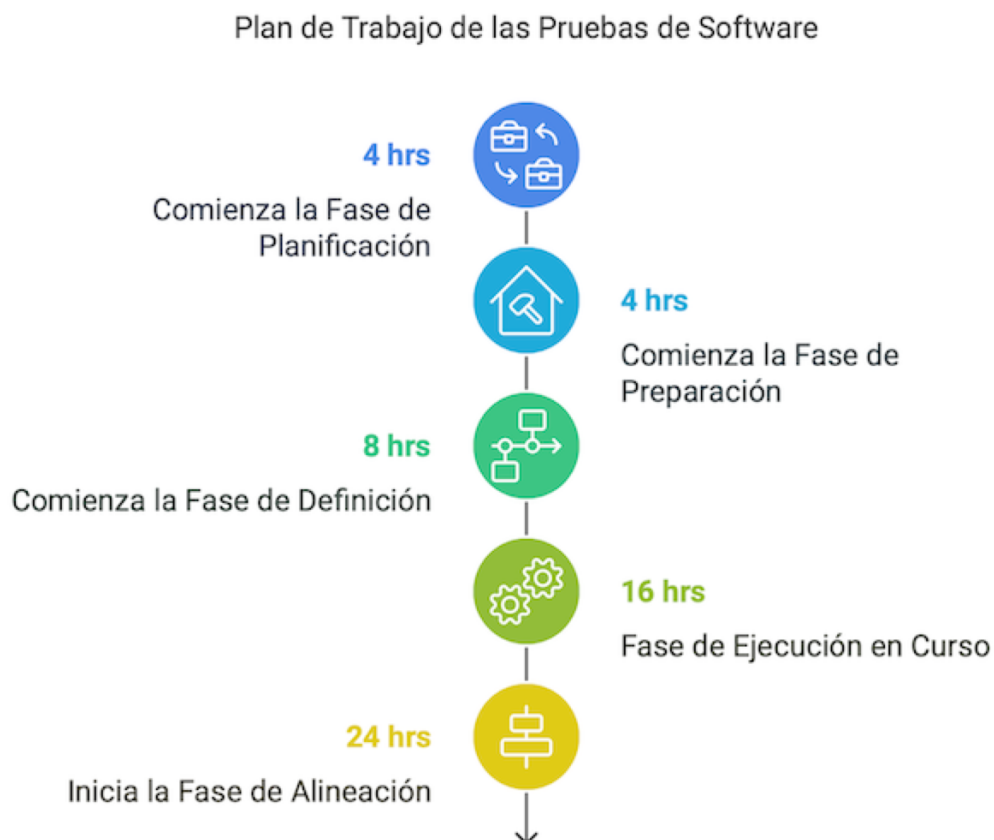 Plan de Trabajo de las Pruebas de Software
4 hrs
Comienza la Fase de
Planificación
4 hrs
Comienza la Fase de
Preparación
8 hrs
Comienza la Fase de Definición
16 hrs
Fase de Ejecución en Curso
24 hrs
Inicia la Fase de Alineación